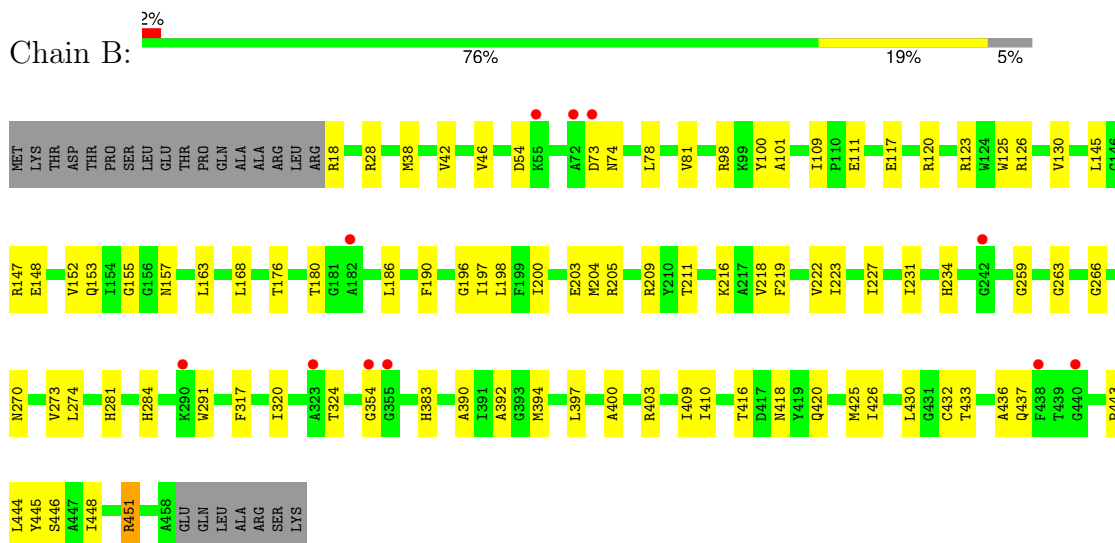 2%
Chain B:
76% 19% 5%
MET LYS THR ASP THR PRO SER LEU GLU THR PRO GLN ALA ALA ARG LEU ARG R18 R28 M38 V42 V46 D54 K55 A72 D73 N74 L78 V81 R98 K99 Y100 A101 I109 P110 E111 E117 R120 R123 W124 W125 R126 V130 L145 G146
R147 E148 V152 Q153 I154 G155 G156 N157 L163 L168 T176 T180 G181 A182 L186 F190 G196 I197 L198 F199 I200 E203 M204 R205 R209 Y210 T211 K216 A217 V218 F219 V222 I223 I227 I231 H234 G242 G259 G263 G266
N270 V273 L274 H281 H284 K290 W291 F317 I320 A323 T324 G354 G355 H383 A390 I391 A392 G393 M394 L397 A400 R403 I409 I410 T416 D417 N418 Y419 Q420 M425 I426 L430 G431 C432 T433 A436 Q437 F438 T439 G440
L444 Y445 S446 A447 I448 R451 A458 GLU GLN LEU ALA ARG SER LYS